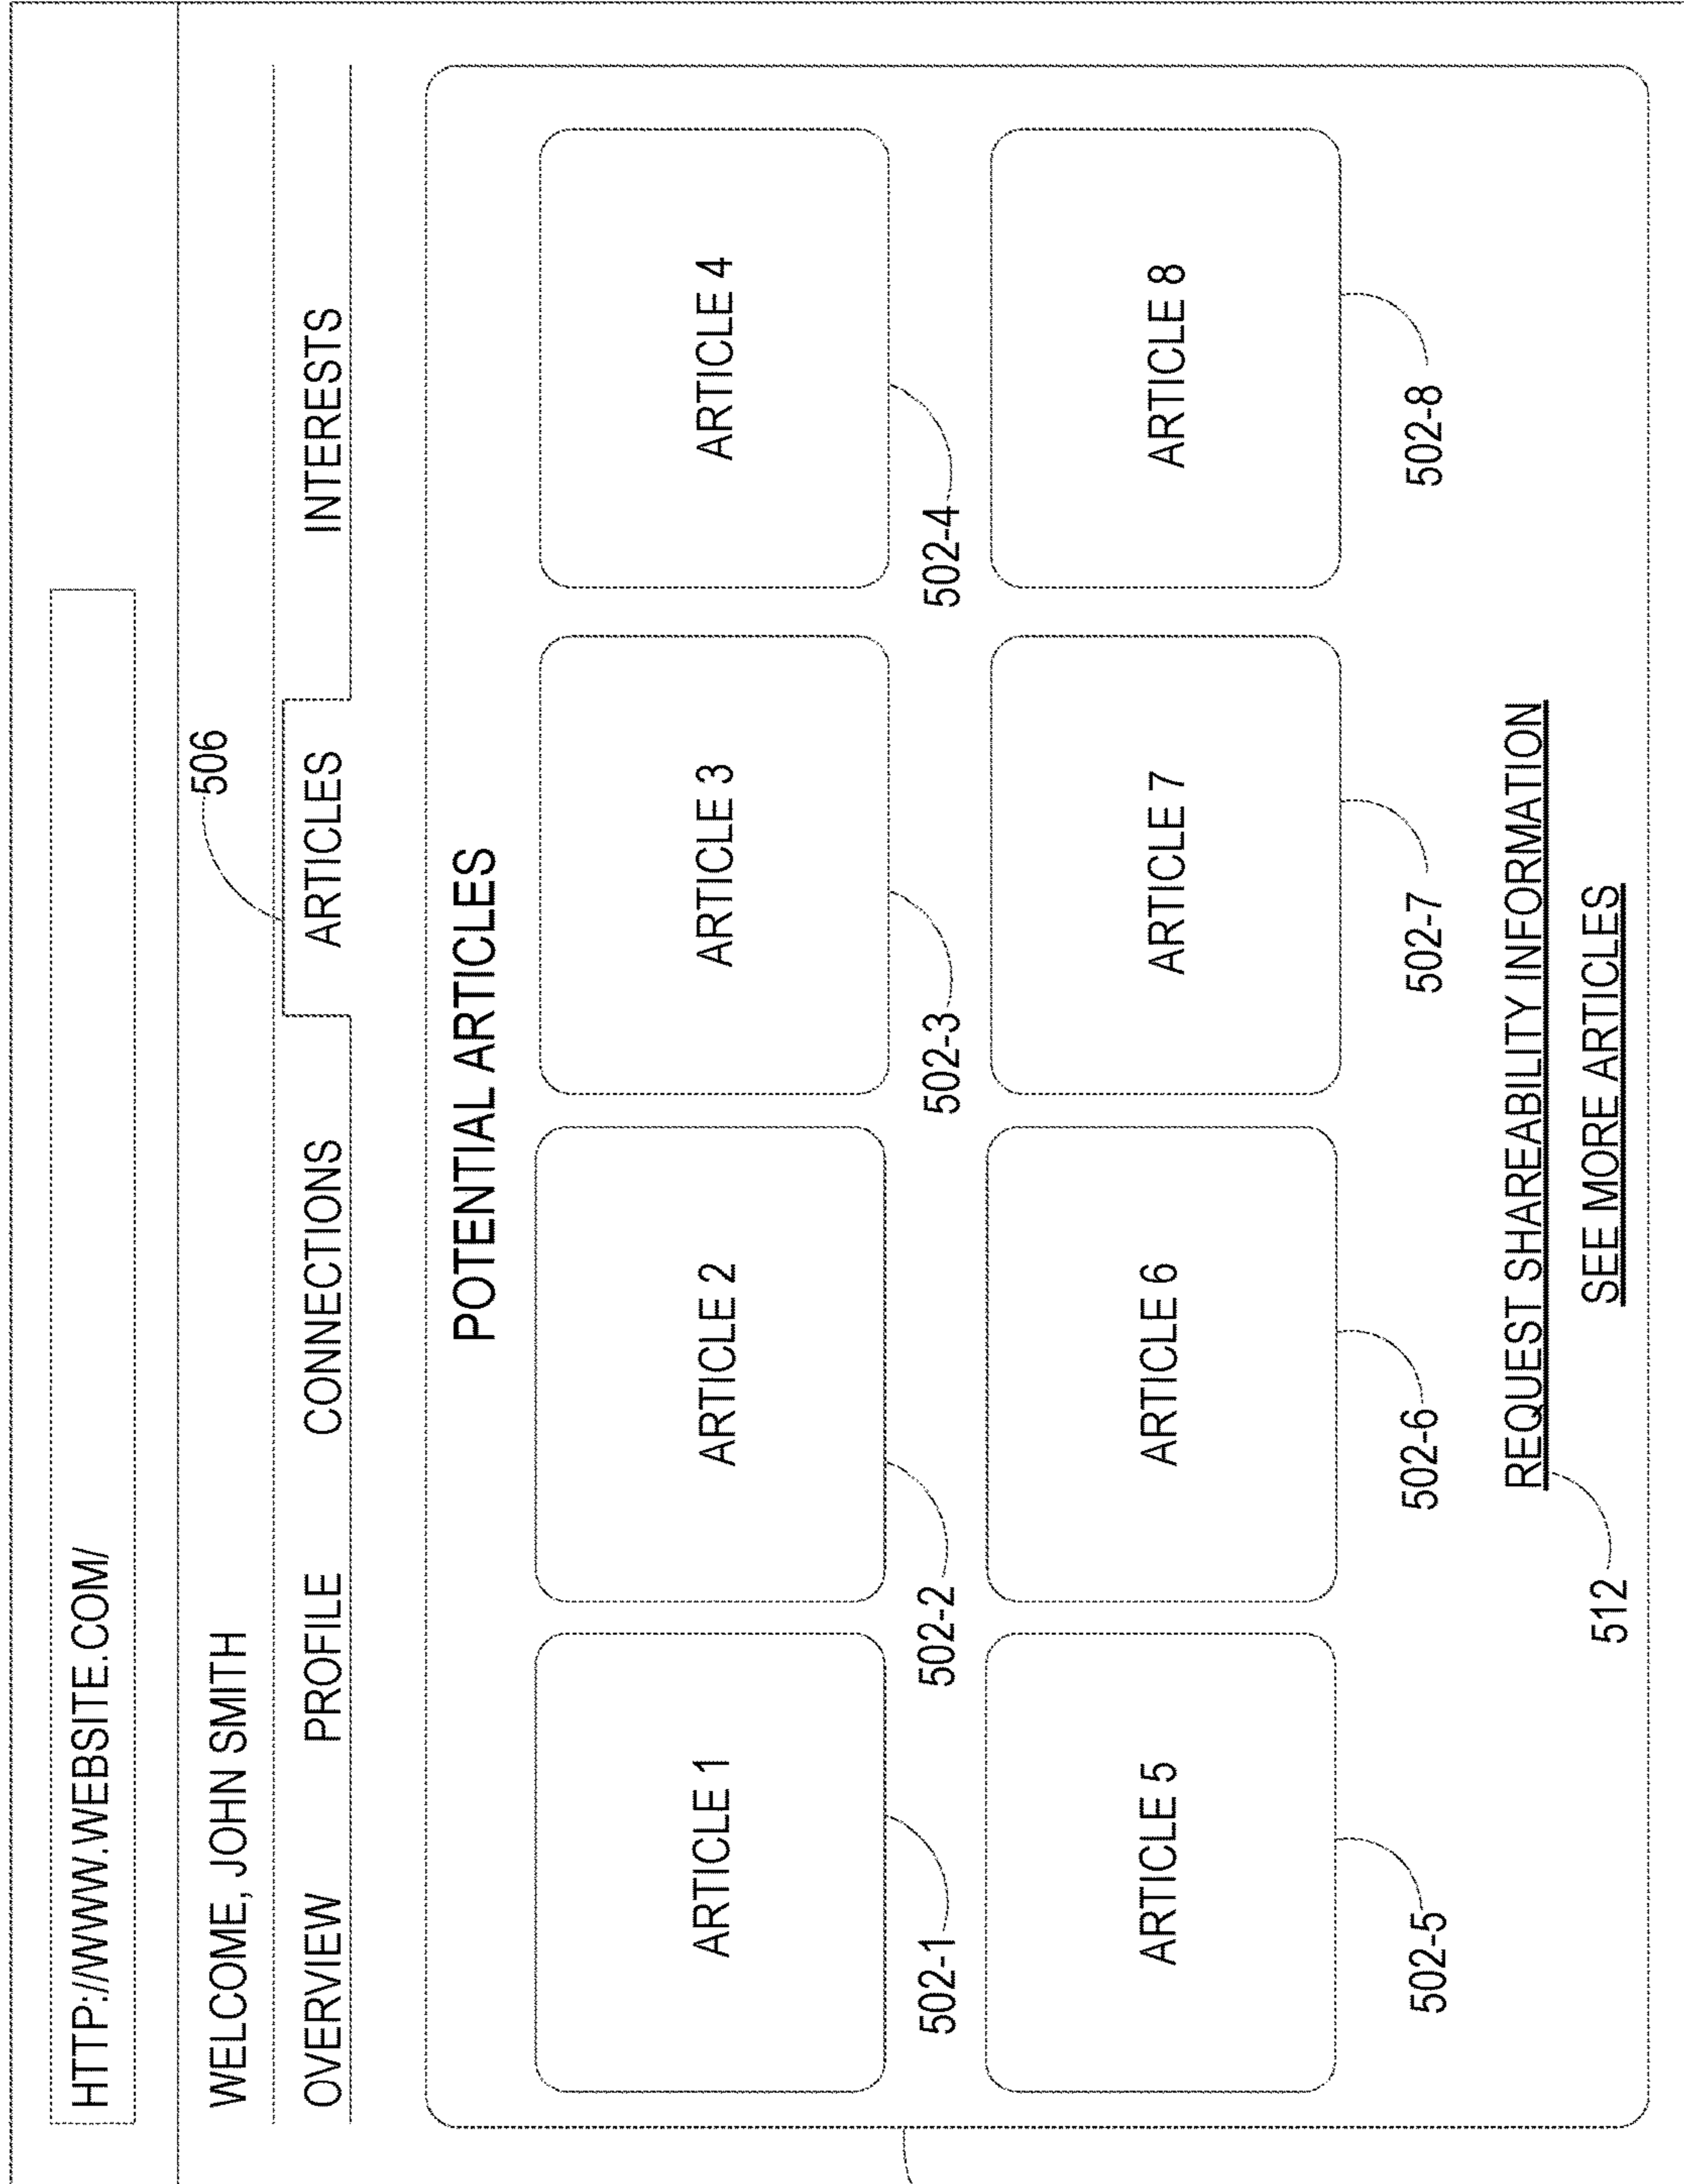 HTTP://WWW.WEBSITE.COM/
WELCOME, JOHN SMITH
506
OVERVIEW PROFILE CONNECTIONS ARTICLES INTERESTS
POTENTIAL ARTICLES
ARTICLE 1 ARTICLE 2 ARTICLE 3 ARTICLE 4
502-1 502-2 502-3 502-4
ARTICLE 5 ARTICLE 6 ARTICLE 7 ARTICLE 8
502-5 502-6 502-7 502-8
REQUEST SHAREABILITY INFORMATION
512
SEE MORE ARTICLES